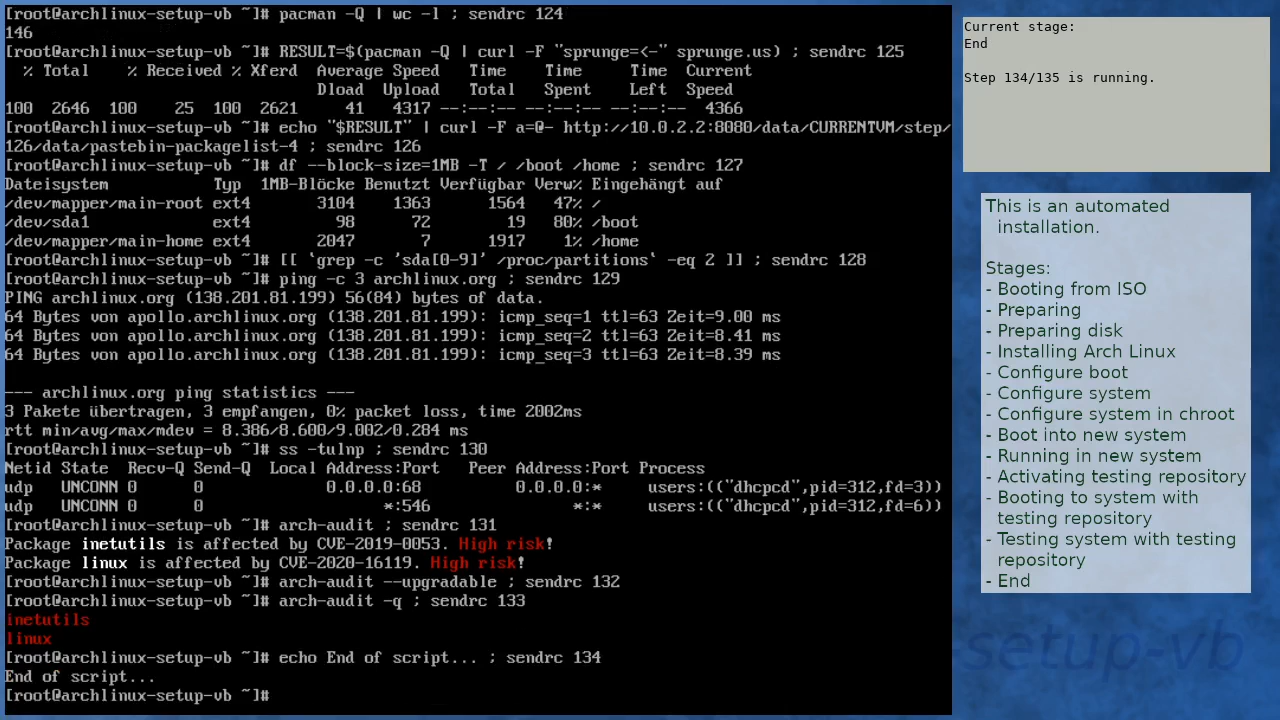 [root@archlinux-setup-vb ~]# pacman -Q | wc -l ; sendrc 124
146
[root@archlinux-setup-vb ~]# RESULT=$(pacman -Q | curl -F "sprunge=<-" sprunge.us) ; sendrc 125
  % Total    % Received % Xferd  Average Speed   Time    Time     Time  Current
                                 Dload  Upload   Total   Spent    Left  Speed
100  2646  100    25  100  2621     41   4317 --:--:-- --:--:-- --:--:--  4366
[root@archlinux-setup-vb ~]# echo "$RESULT" | curl -F a=@- http://10.0.2.2:8080/data/CURRENTVM/step/
126/data/pastebin-packagelist-4 ; sendrc 126
[root@archlinux-setup-vb ~]# df --block-size=1MB -T / /boot /home ; sendrc 127
Dateisystem           Typ  1MB-Blöcke Benutzt Verfügbar Verw% Eingehängt auf
/dev/mapper/main-root ext4       3104    1363      1564   47% /
/dev/sda1             ext4         98      72        19   80% /boot
/dev/mapper/main-home ext4       2047       7      1917    1% /home
[root@archlinux-setup-vb ~]# [[ `grep -c 'sda[0-9]' /proc/partitions` -eq 2 ]] ; sendrc 128
[root@archlinux-setup-vb ~]# ping -c 3 archlinux.org ; sendrc 129
PING archlinux.org (138.201.81.199) 56(84) bytes of data.
64 Bytes von apollo.archlinux.org (138.201.81.199): icmp_seq=1 ttl=63 Zeit=9.00 ms
64 Bytes von apollo.archlinux.org (138.201.81.199): icmp_seq=2 ttl=63 Zeit=8.41 ms
64 Bytes von apollo.archlinux.org (138.201.81.199): icmp_seq=3 ttl=63 Zeit=8.39 ms
--- archlinux.org ping statistics ---
3 Pakete übertragen, 3 empfangen, 0% packet loss, time 2002ms
rtt min/avg/max/mdev = 8.386/8.600/9.002/0.284 ms
[root@archlinux-setup-vb ~]# ss -tulnp ; sendrc 130
Netid State  Recv-Q Send-Q  Local Address:Port   Peer Address:Port Process
udp   UNCONN 0      0             0.0.0.0:68          0.0.0.0:*     users:(("dhcpcd",pid=312,fd=3))
udp   UNCONN 0      0                   *:546               *:*     users:(("dhcpcd",pid=312,fd=6))
[root@archlinux-setup-vb ~]# arch-audit ; sendrc 131
Package inetutils is affected by CVE-2019-0053. High risk!
Package linux is affected by CVE-2020-16119. High risk!
[root@archlinux-setup-vb ~]# arch-audit --upgradable ; sendrc 132
[root@archlinux-setup-vb ~]# arch-audit -q ; sendrc 133
inetutils
linux
[root@archlinux-setup-vb ~]# echo End of script... ; sendrc 134
End of script...
[root@archlinux-setup-vb ~]#
Current stage:
End
Step 134/135 is running.
This is an automated
installation.
Stages:
- Booting from ISO
- Preparing
- Preparing disk
- Installing Arch Linux
- Configure boot
- Configure system
- Configure system in chroot
- Boot into new system
- Running in new system
- Activating testing repository
- Booting to system with
testing repository
- Testing system with testing
repository
- End
-setup-vb